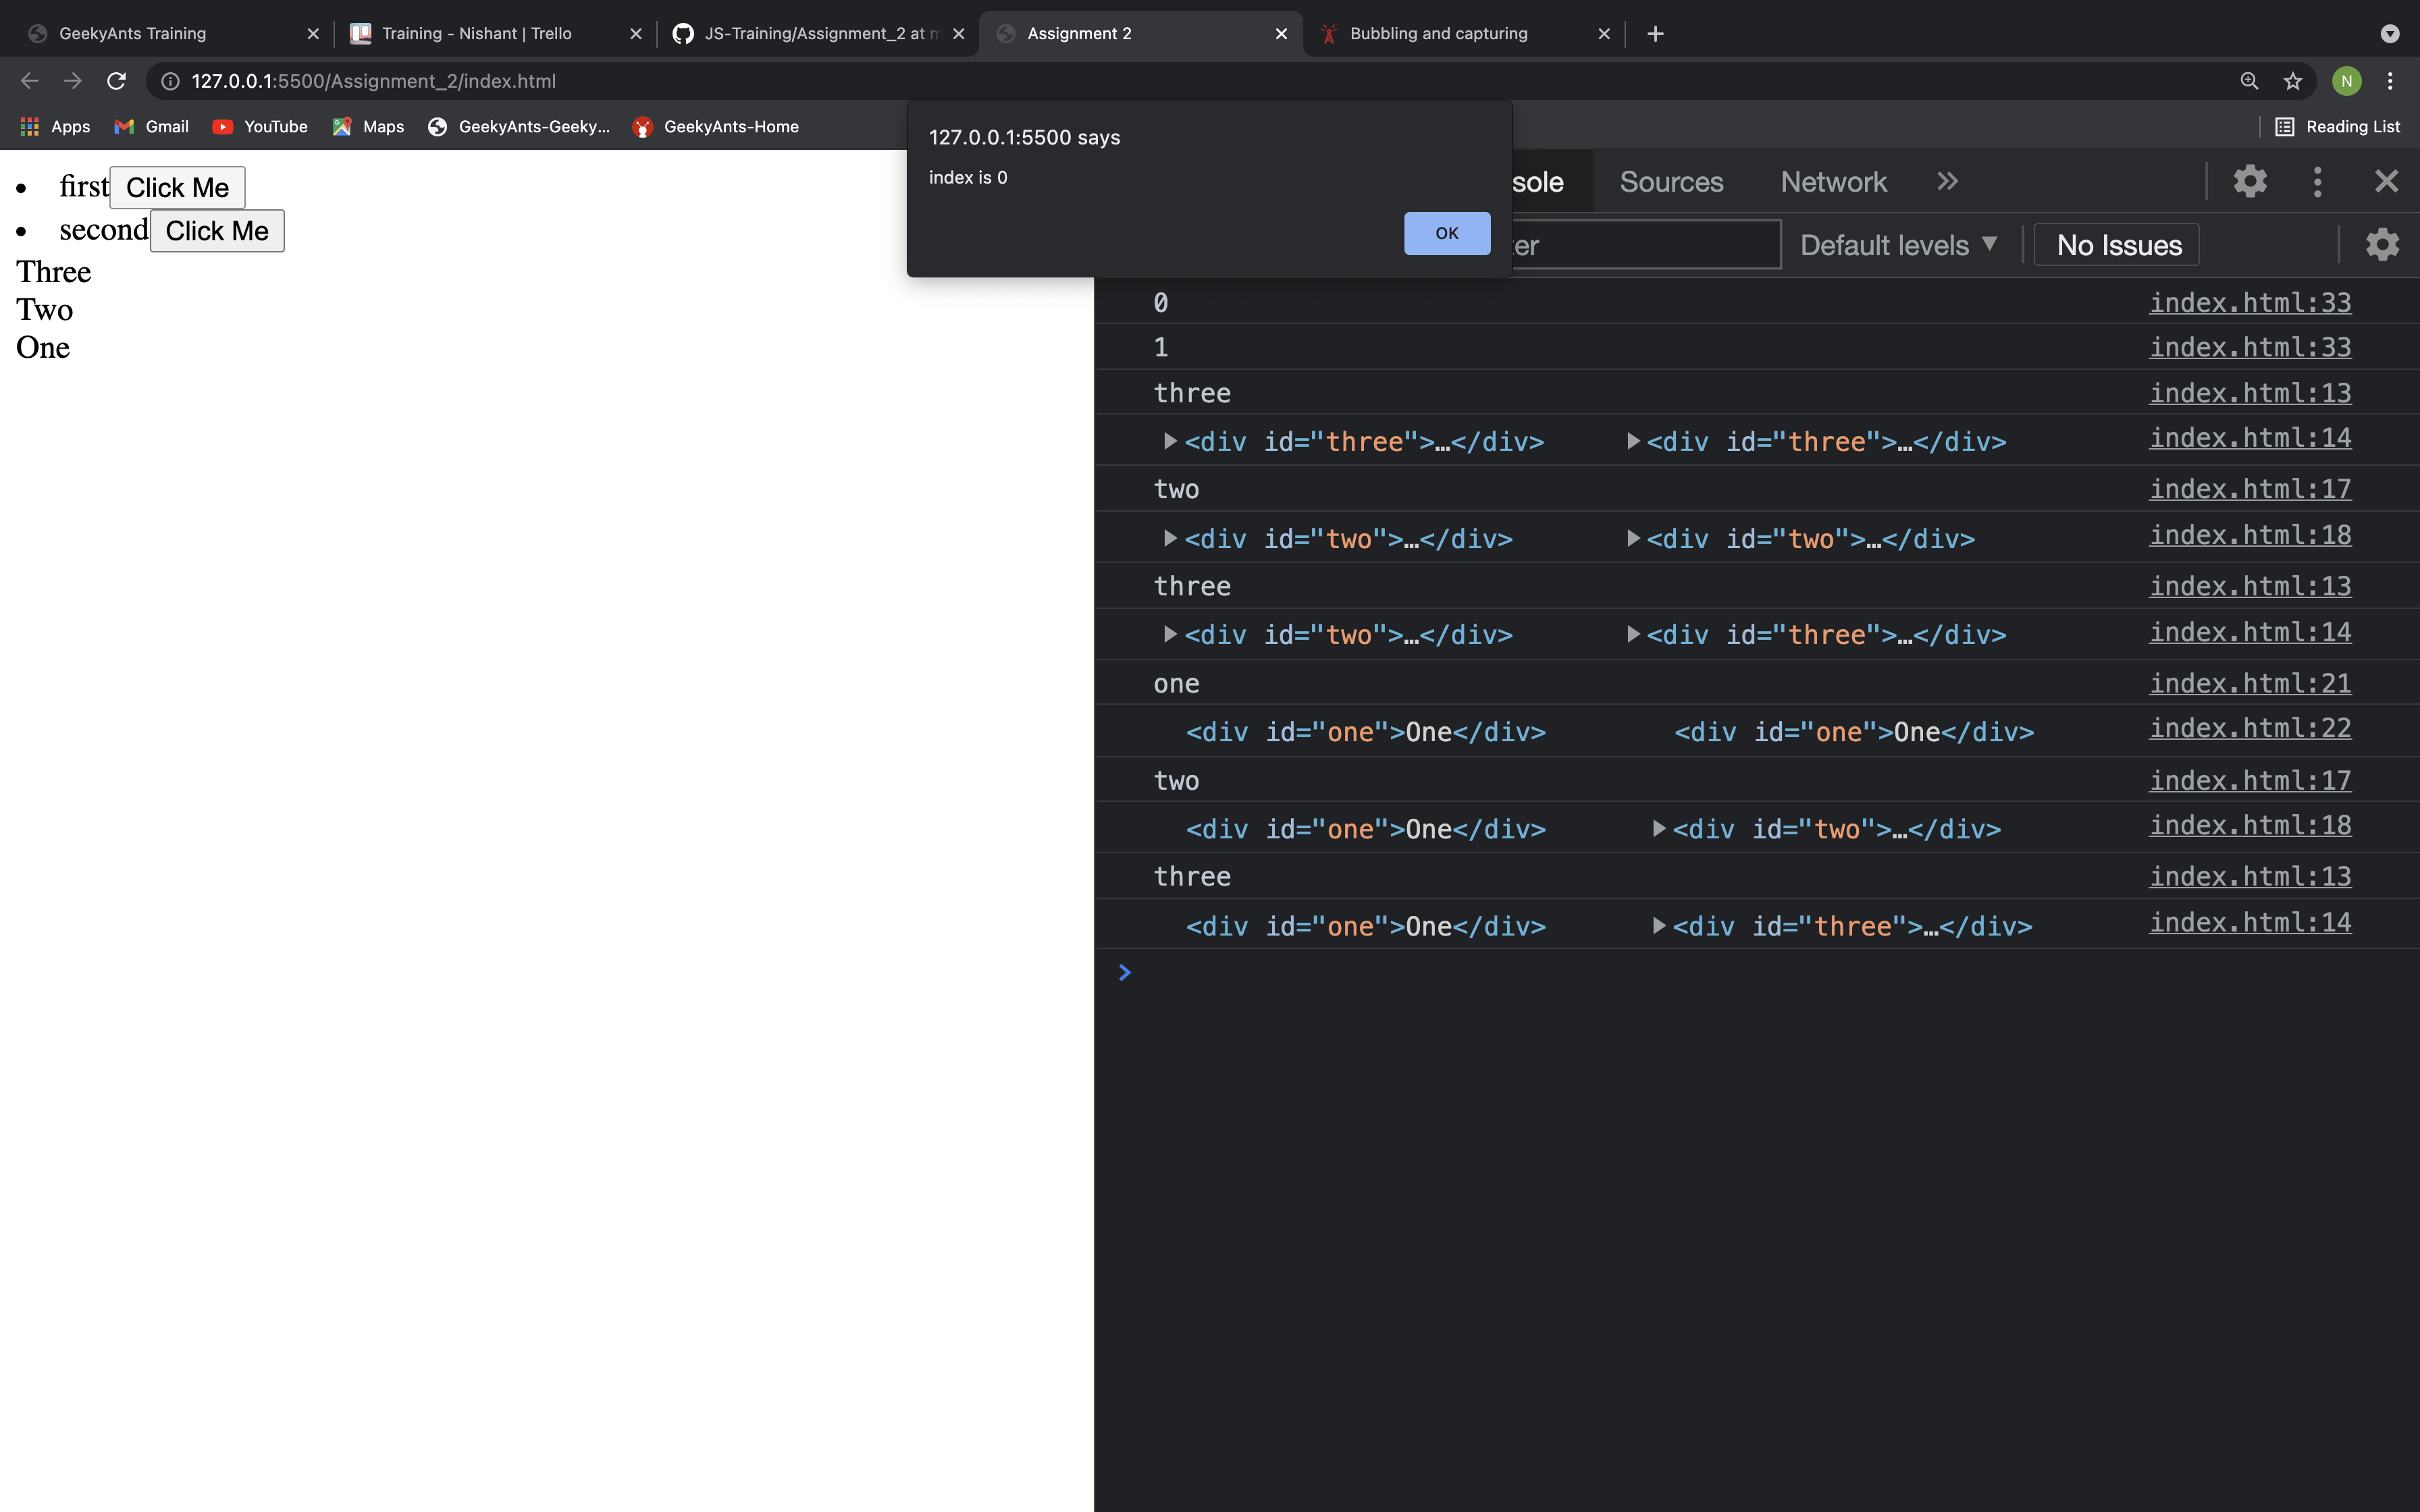 GeekyAnts Training
Training - Nishant | Trello
JS-Training/Assignment_2 at m
Assignment 2
Bubbling and capturing
127.0.0.1:5500/Assignment_2/index.html
N
Apps
Gmail
YouTube
Maps
GeekyAnts-Geeky...
GeekyAnts-Home
Reading List
127.0.0.1:5500 says
index is 0
OK
• first Click Me
• second Click Me
Three
Two
One
sole
Sources
Network
»
er
Default levels ▼
No Issues
0 index.html:33
1 index.html:33
three index.html:13
▶<div id="three">…</div> ▶<div id="three">…</div> index.html:14
two index.html:17
▶<div id="two">…</div> ▶<div id="two">…</div> index.html:18
three index.html:13
▶<div id="two">…</div> ▶<div id="three">…</div> index.html:14
one index.html:21
<div id="one">One</div> <div id="one">One</div> index.html:22
two index.html:17
<div id="one">One</div> ▶<div id="two">…</div> index.html:18
three index.html:13
<div id="one">One</div> ▶<div id="three">…</div> index.html:14